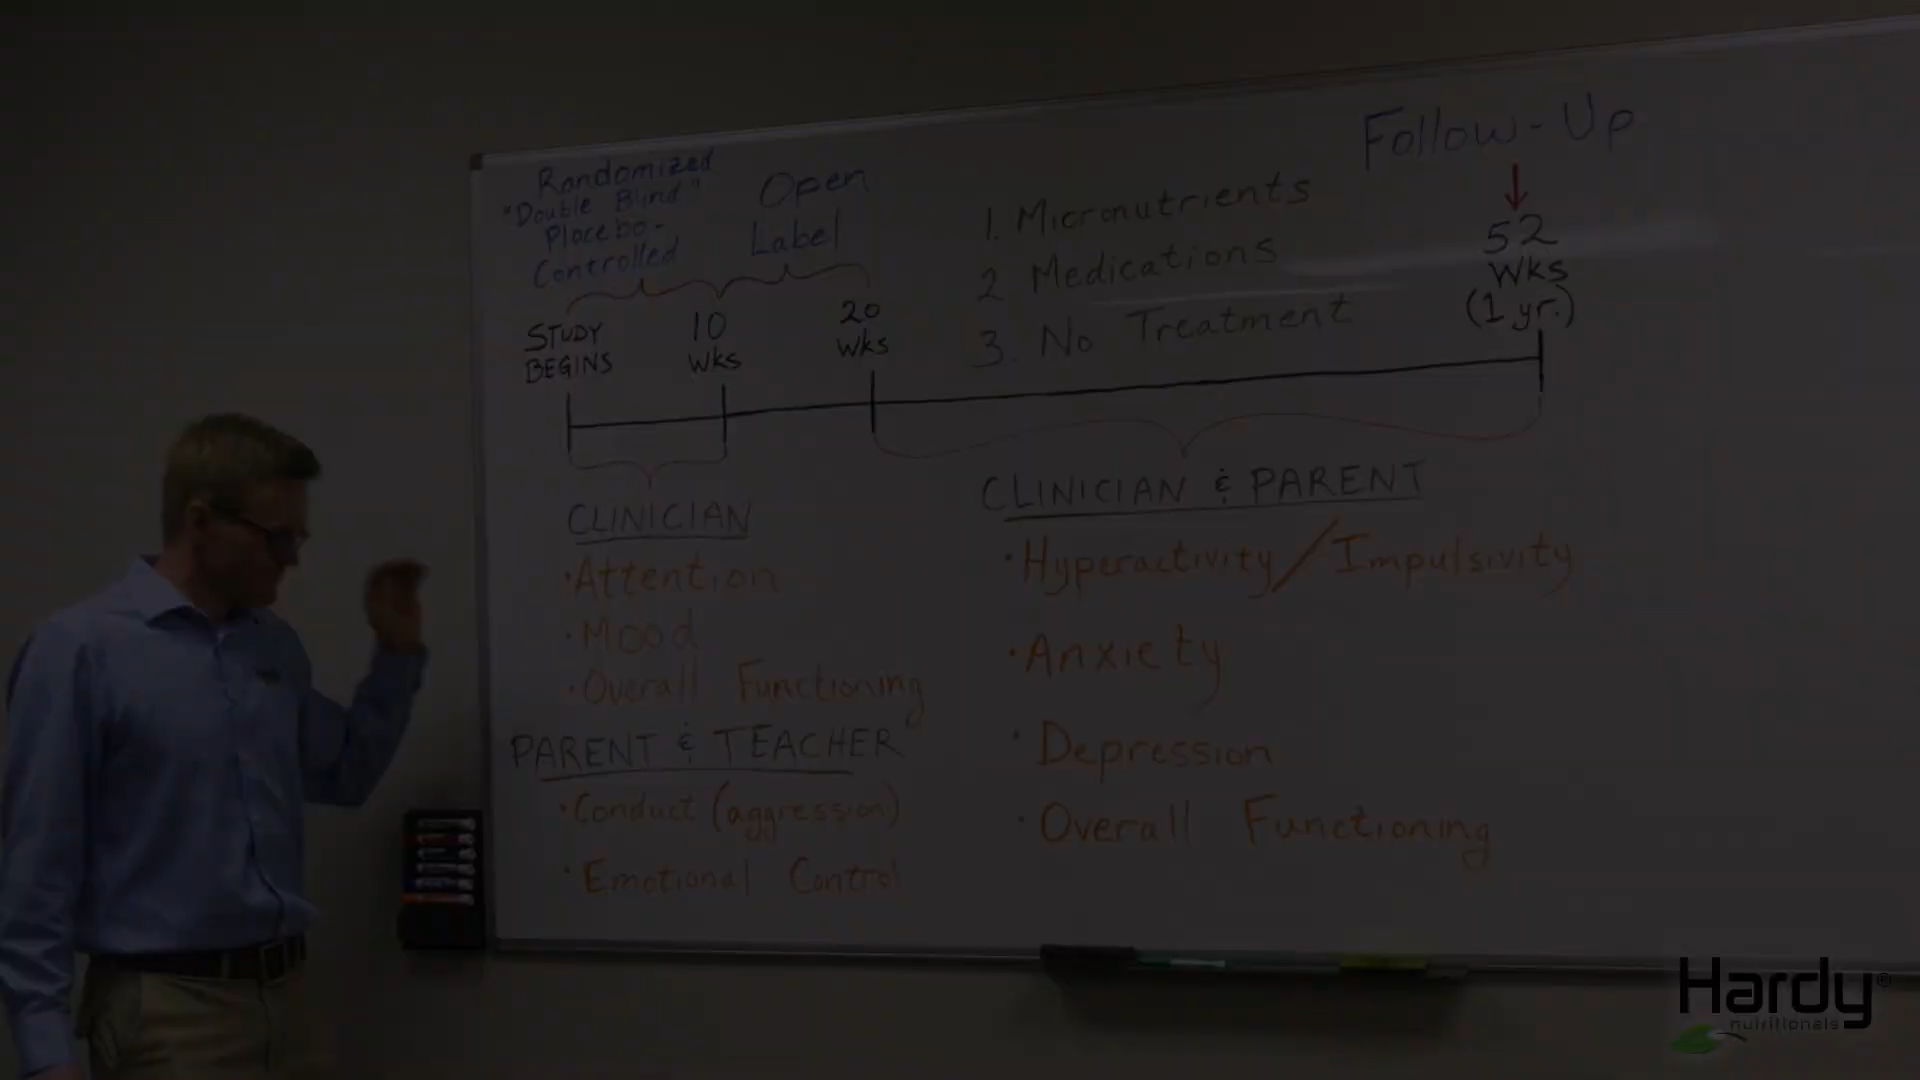 Randomized
"Double Blind"
Placebo-
Controlled
Open
Label
1. Micronutrients
2 Medications
3. No Treatment
Follow-Up
52
Wks
(1 yr.)
STUDY
BEGINS
10
Wks
20
Wks
CLINICIAN
·Attention
·Mood
·Overall Functioning
PARENT & TEACHER
·Conduct (aggression)
·Emotional Control
CLINICIAN & PARENT
·Hyperactivity/Impulsivity
·Anxiety
·Depression
·Overall Functioning
Hardy®
nutritionals